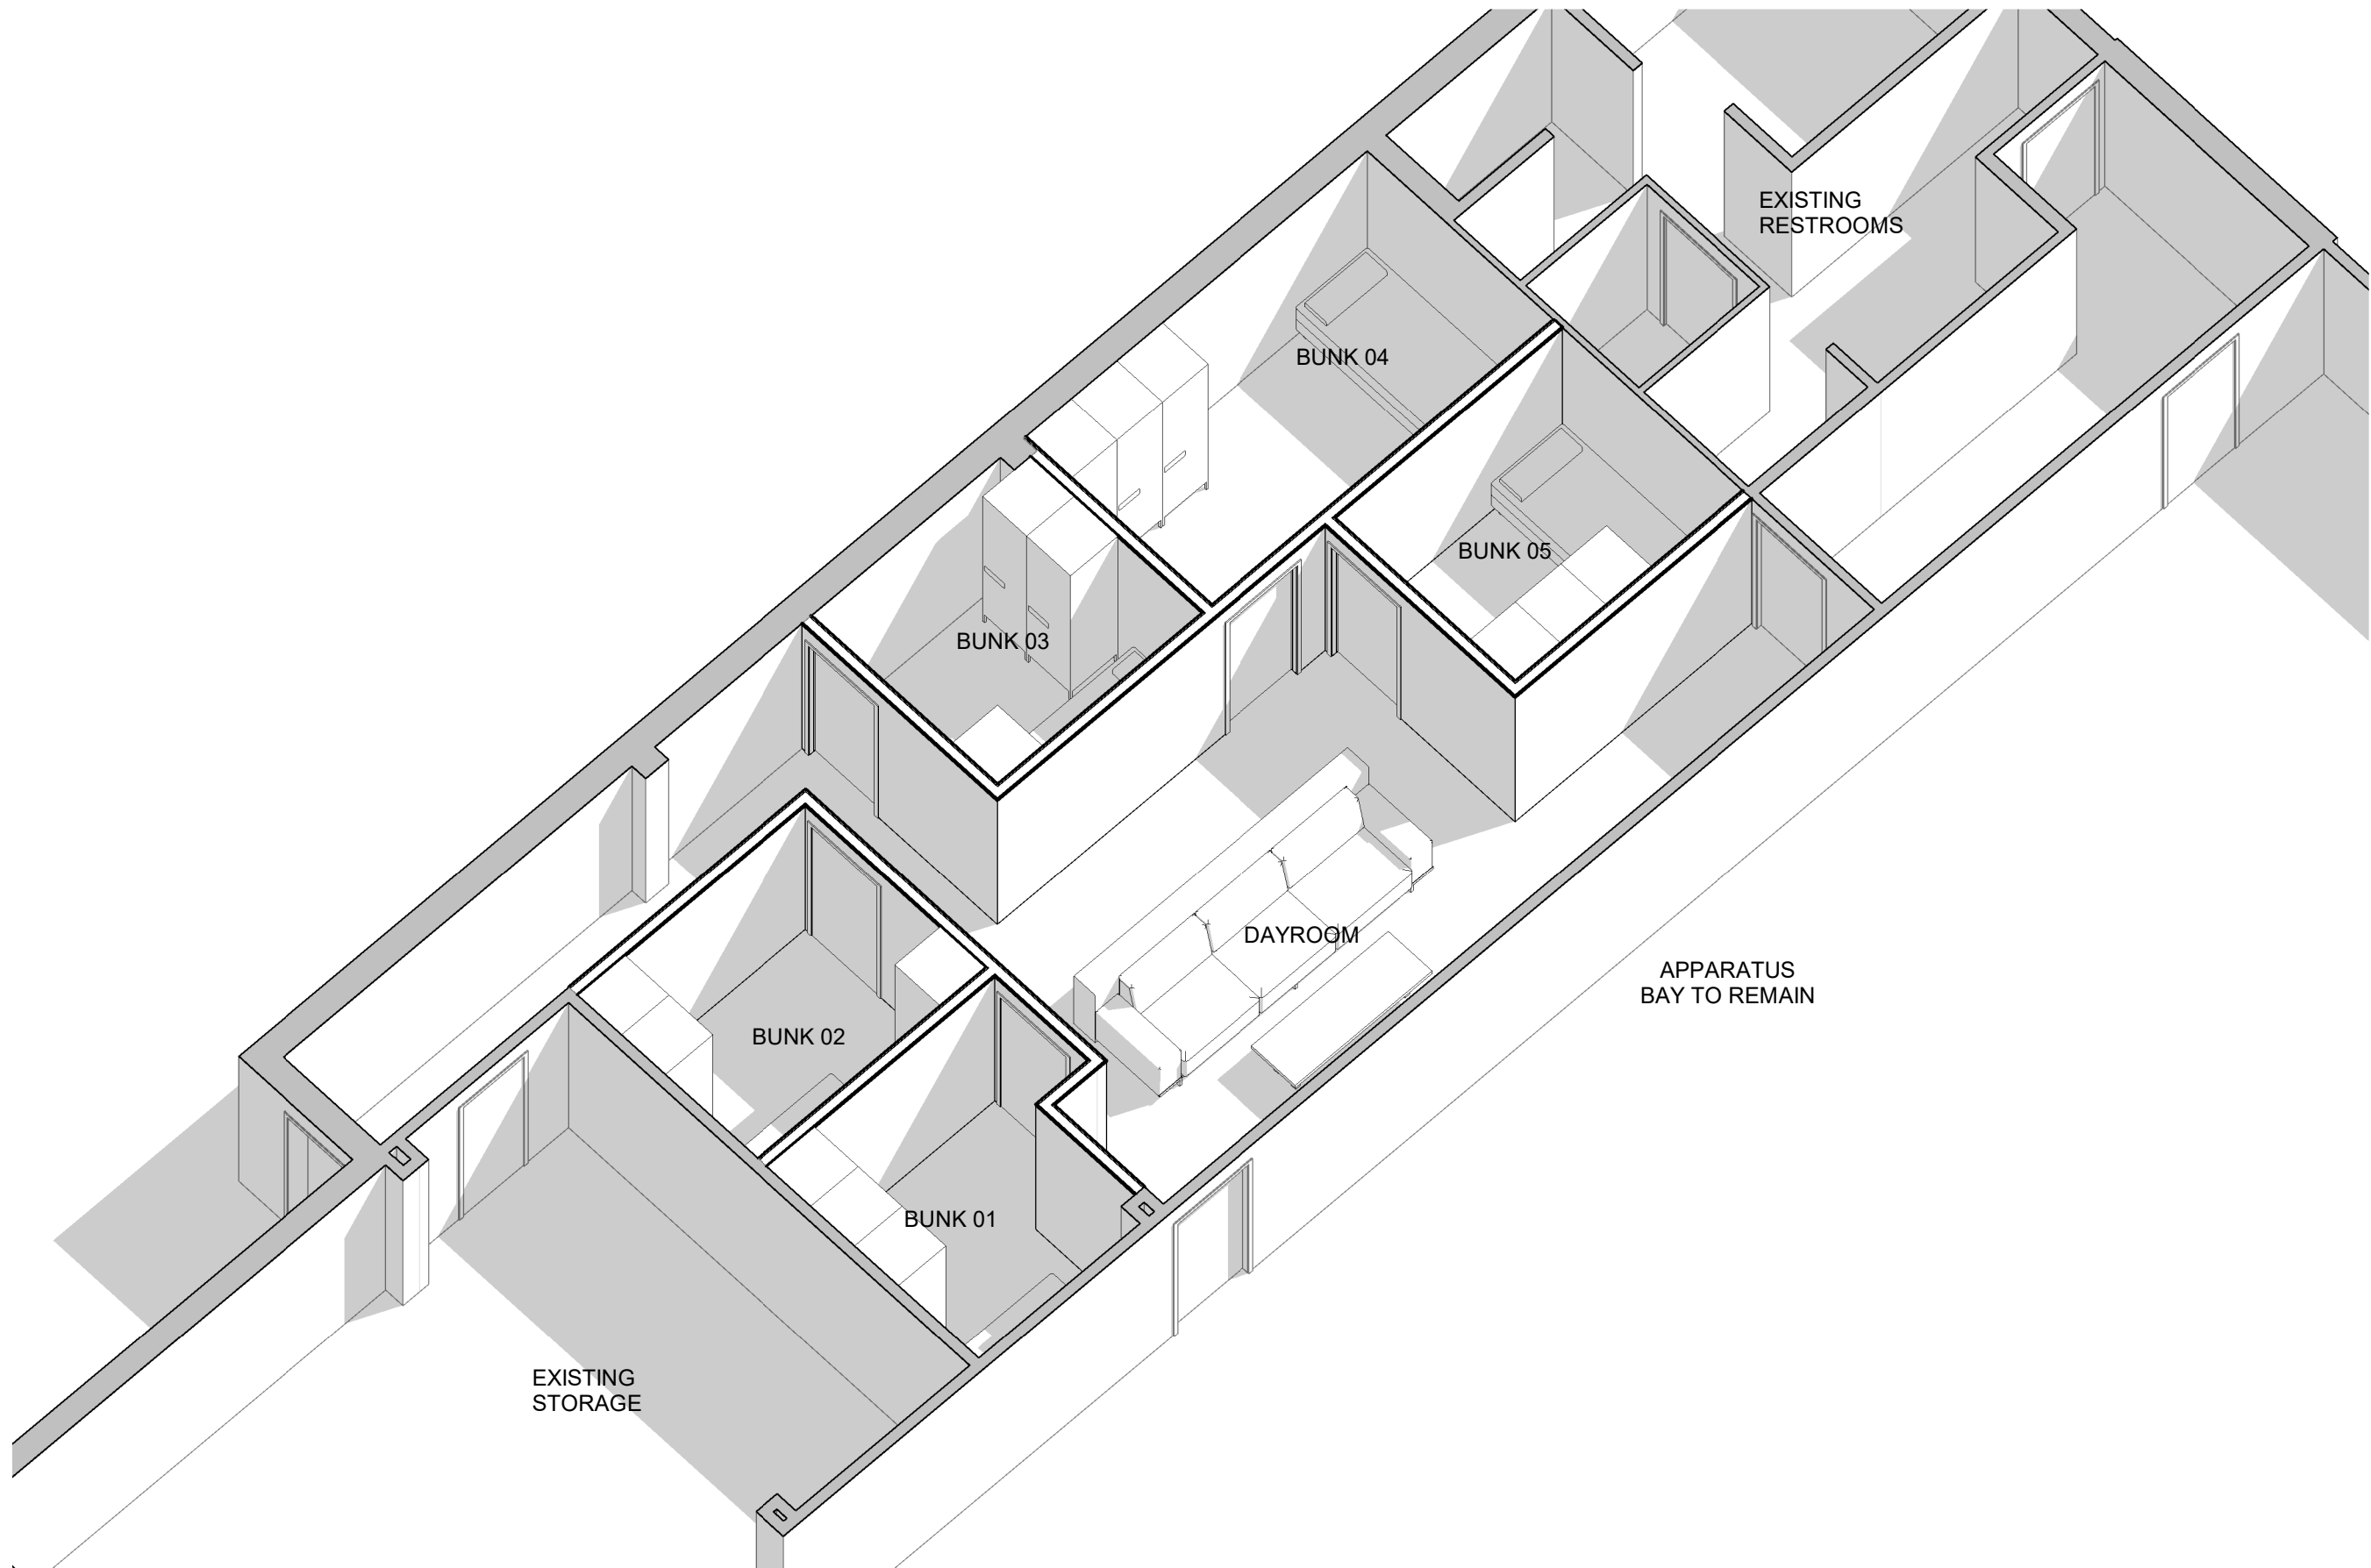 EXISTING
RESTROOMS
BUNK 04
BUNK 05
BUNK 03
DAYROOM
APPARATUS
BAY TO REMAIN
BUNK 02
BUNK 01
EXISTING
STORAGE